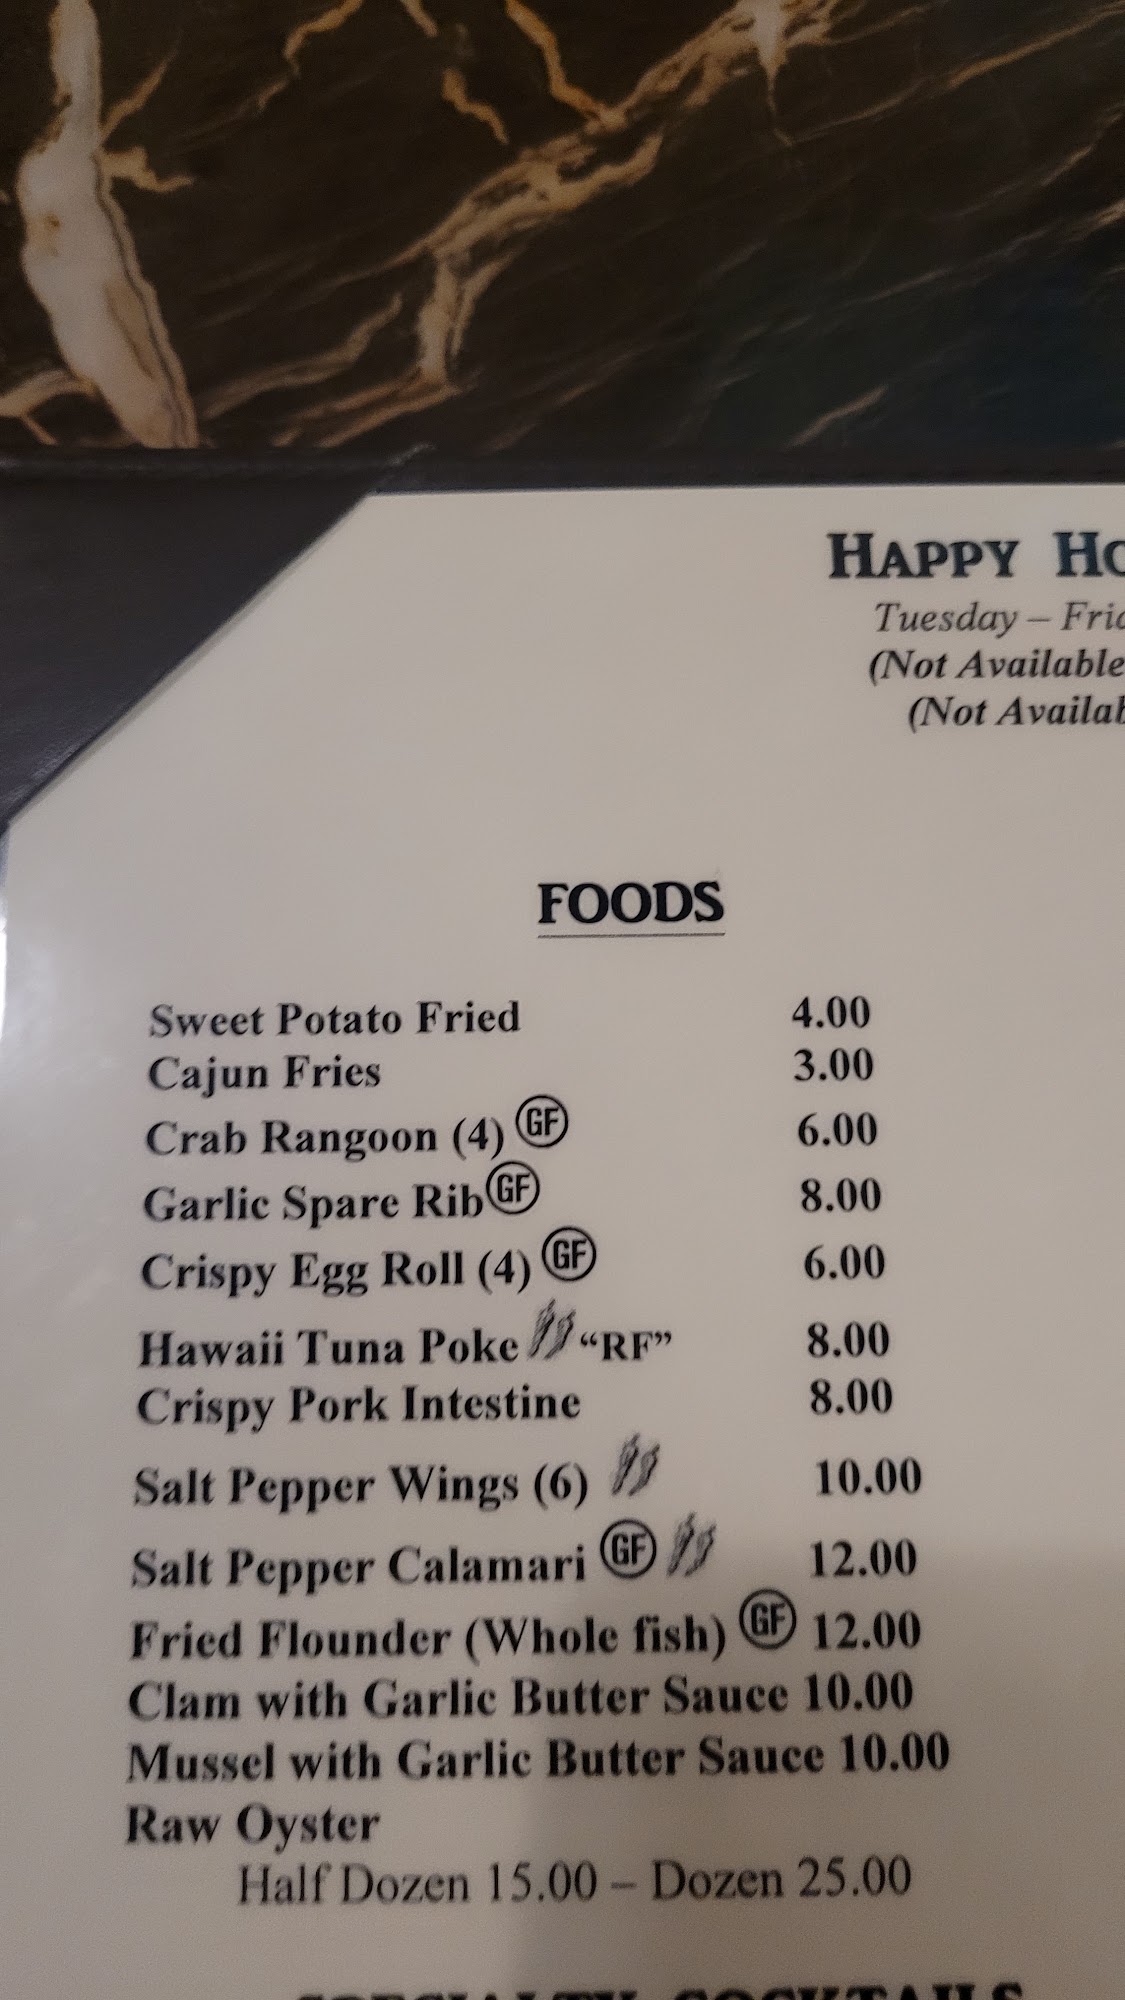 HAPPY
Tuesday –
(Not Available
(Not
FOODS
Sweet Potato Fried 4.00
Cajun Fries 3.00
Crab Rangoon (4) GF 6.00
Garlic Spare Rib GF 8.00
Crispy Egg Roll (4) GF 6.00
Hawaii Tuna Poke “RF” 8.00
Crispy Pork Intestine 8.00
Salt Pepper Wings (6) 10.00
Salt Pepper Calamari GF 12.00
Fried Flounder (Whole fish) GF 12.00
Clam with Garlic Butter Sauce 10.00
Mussel with Garlic Butter Sauce 10.00
Raw Oyster
Half Dozen 15.00 – Dozen 25.00
SPECIALTY COCKTAILS